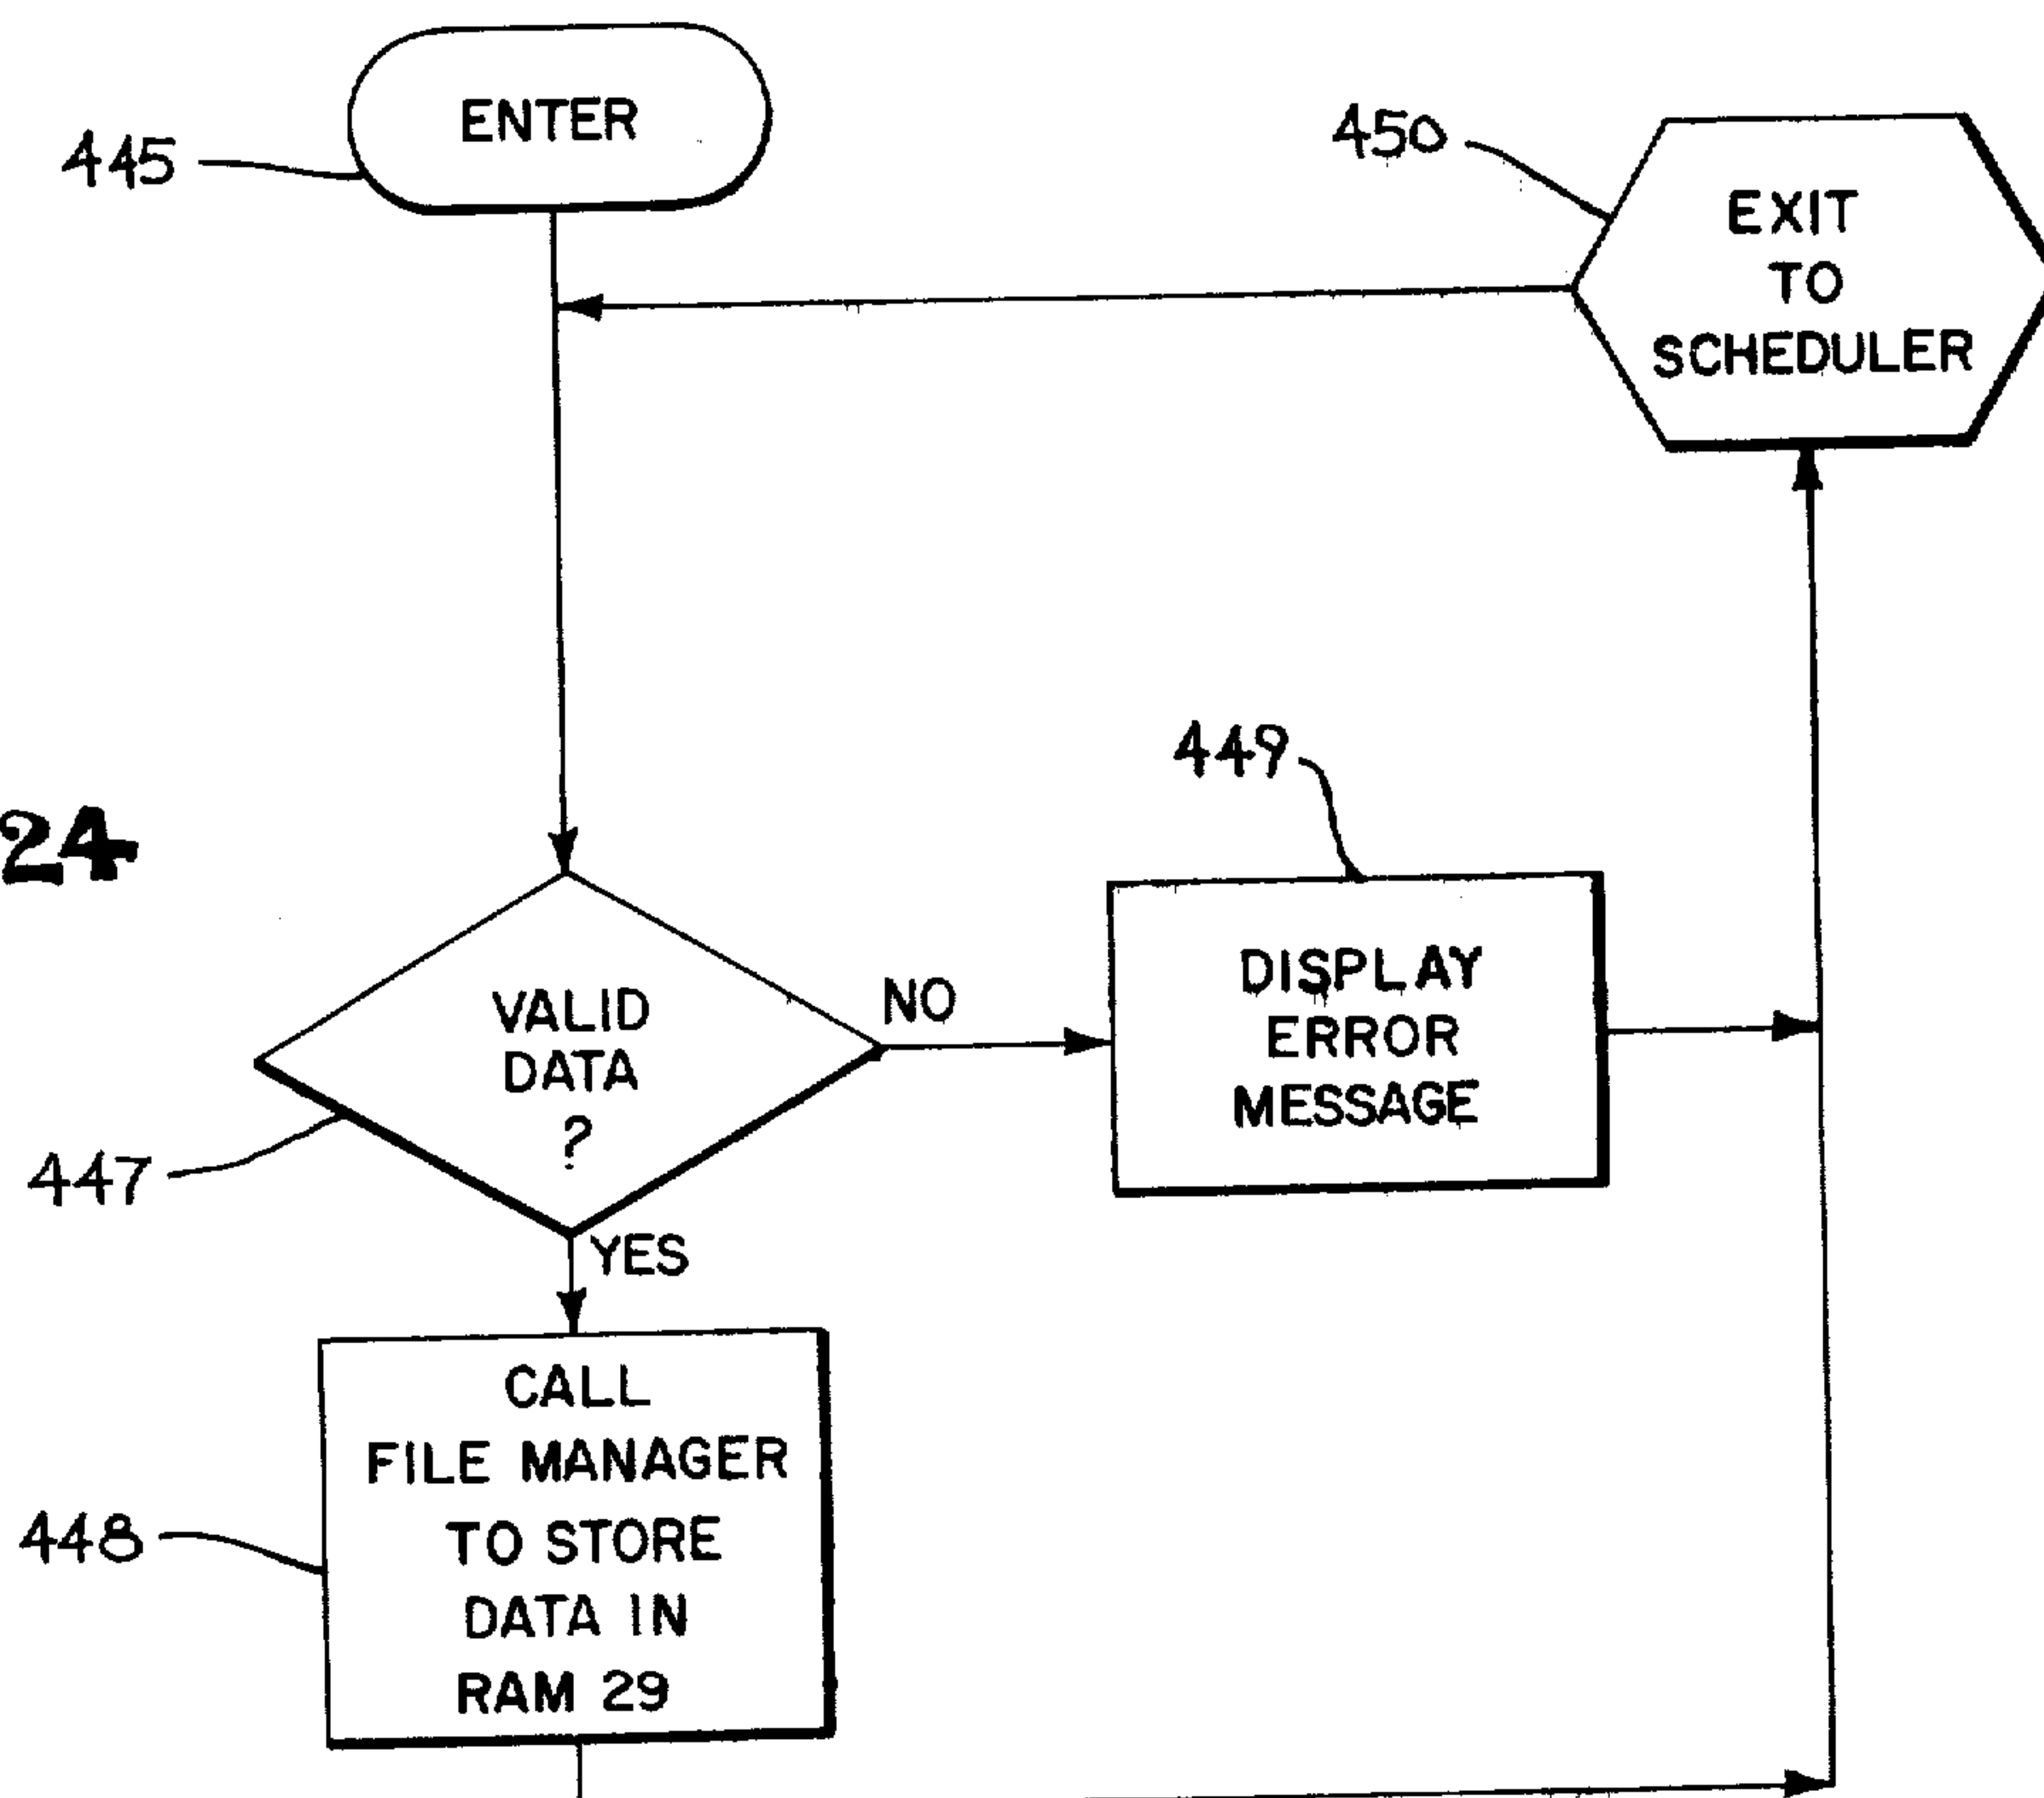 ENTER
445
450
EXIT
TO
SCHEDULER
449
24
VALID
DATA
?
NO
DISPLAY
ERROR
MESSAGE
447
YES
CALL
FILE MANAGER
TO STORE
DATA IN
RAM 29
448